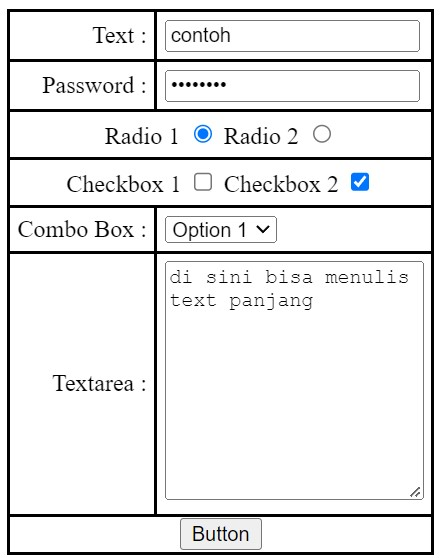 Text : contoh
Password : ••••••••
Radio 1 Radio 2
Checkbox 1 Checkbox 2
Combo Box : Option 1
di sini bisa menulis
text panjang
Textarea :
Button